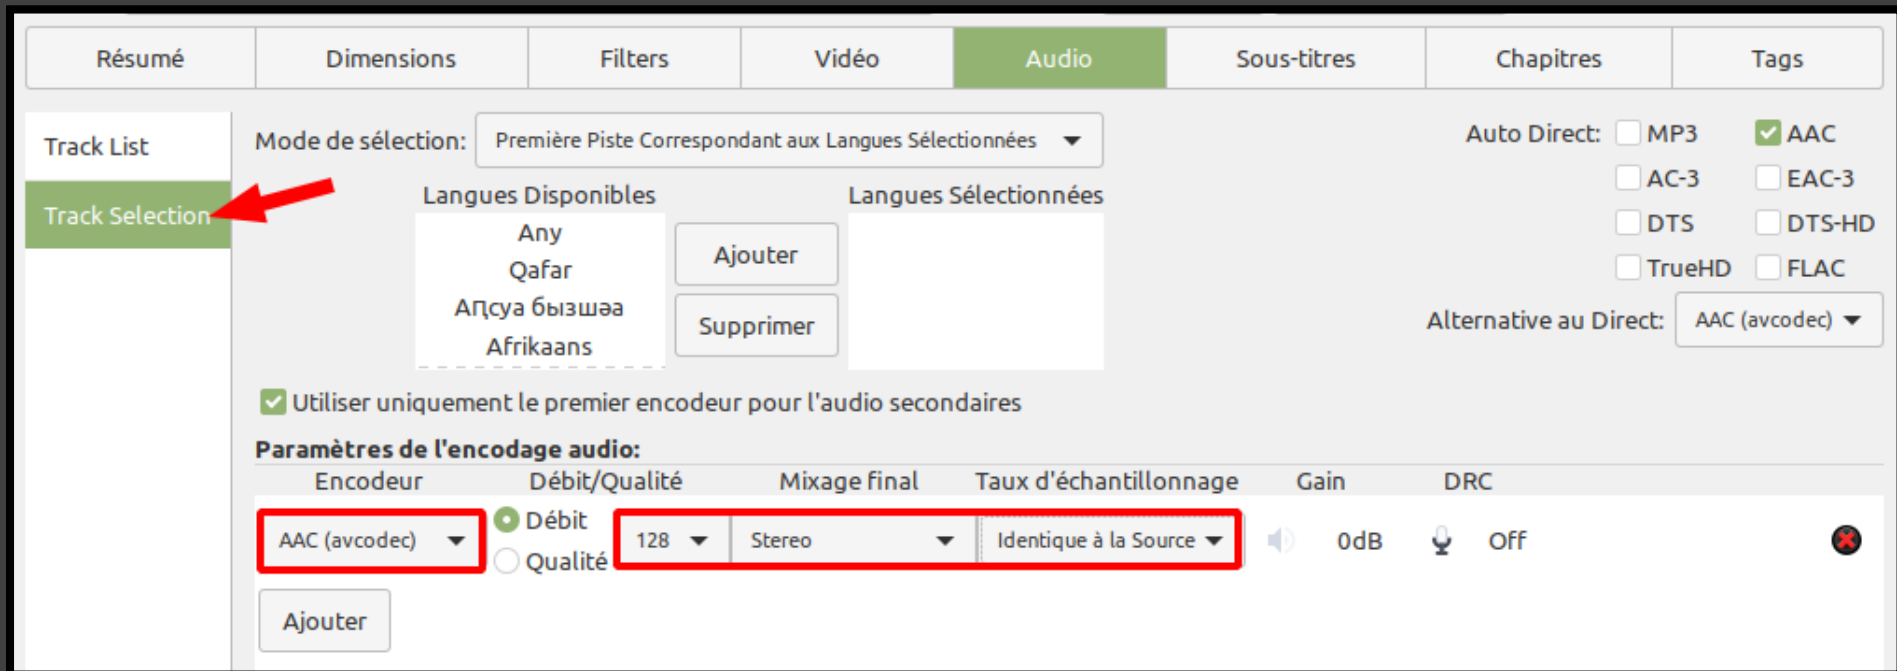 Résumé Dimensions Filters Vidéo Audio Sous-titres Chapitres Tags
Track List
Track Selection
Mode de sélection: Première Piste Correspondant aux Langues Sélectionnées
Langues Disponibles
Any
Qafar
Аҧсуа бызшәа
Afrikaans
Ajouter
Supprimer
Langues Sélectionnées
Auto Direct: MP3 AAC
AC-3 EAC-3
DTS DTS-HD
TrueHD FLAC
Alternative au Direct: AAC (avcodec)
Utiliser uniquement le premier encodeur pour l'audio secondaires
Paramètres de l'encodage audio:
Encodeur Débit/Qualité Mixage final Taux d'échantillonnage Gain DRC
AAC (avcodec) Débit 128 Stereo Identique à la Source 0dB Off
Qualité
Ajouter